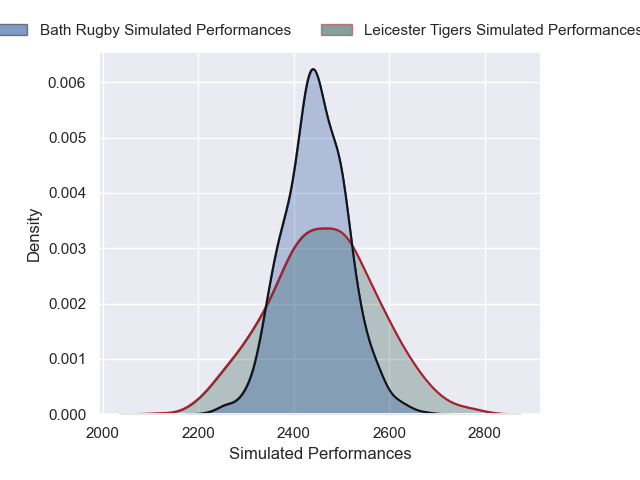 Bath Rugby Simulated Performances
Leicester Tigers Simulated Performances
0.006
0.005
0.004
0.003
0.002
0.001
0.000
Density
2000 2200 2400 2600 2800
Simulated Performances